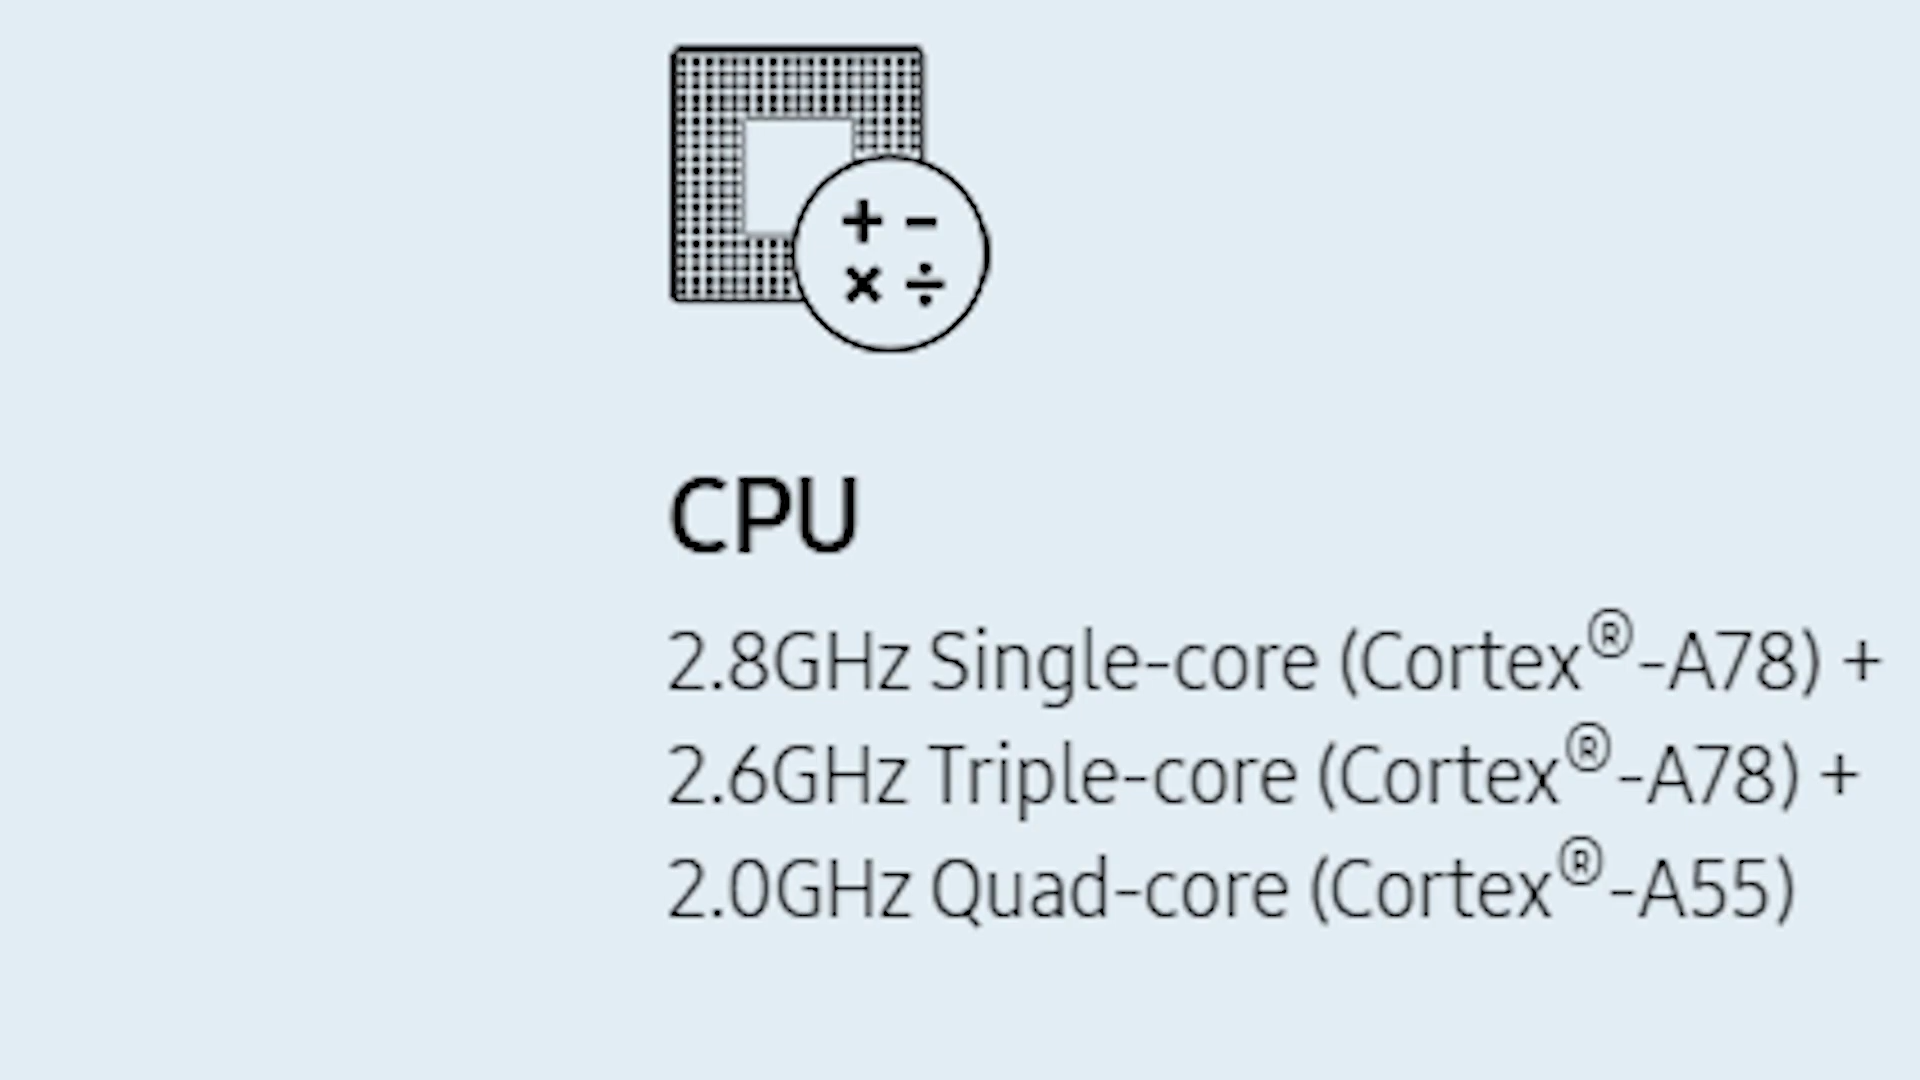 + -
× ÷
CPU
2.8GHz Single-core (Cortex®-A78) +
2.6GHz Triple-core (Cortex®-A78) +
2.0GHz Quad-core (Cortex®-A55)